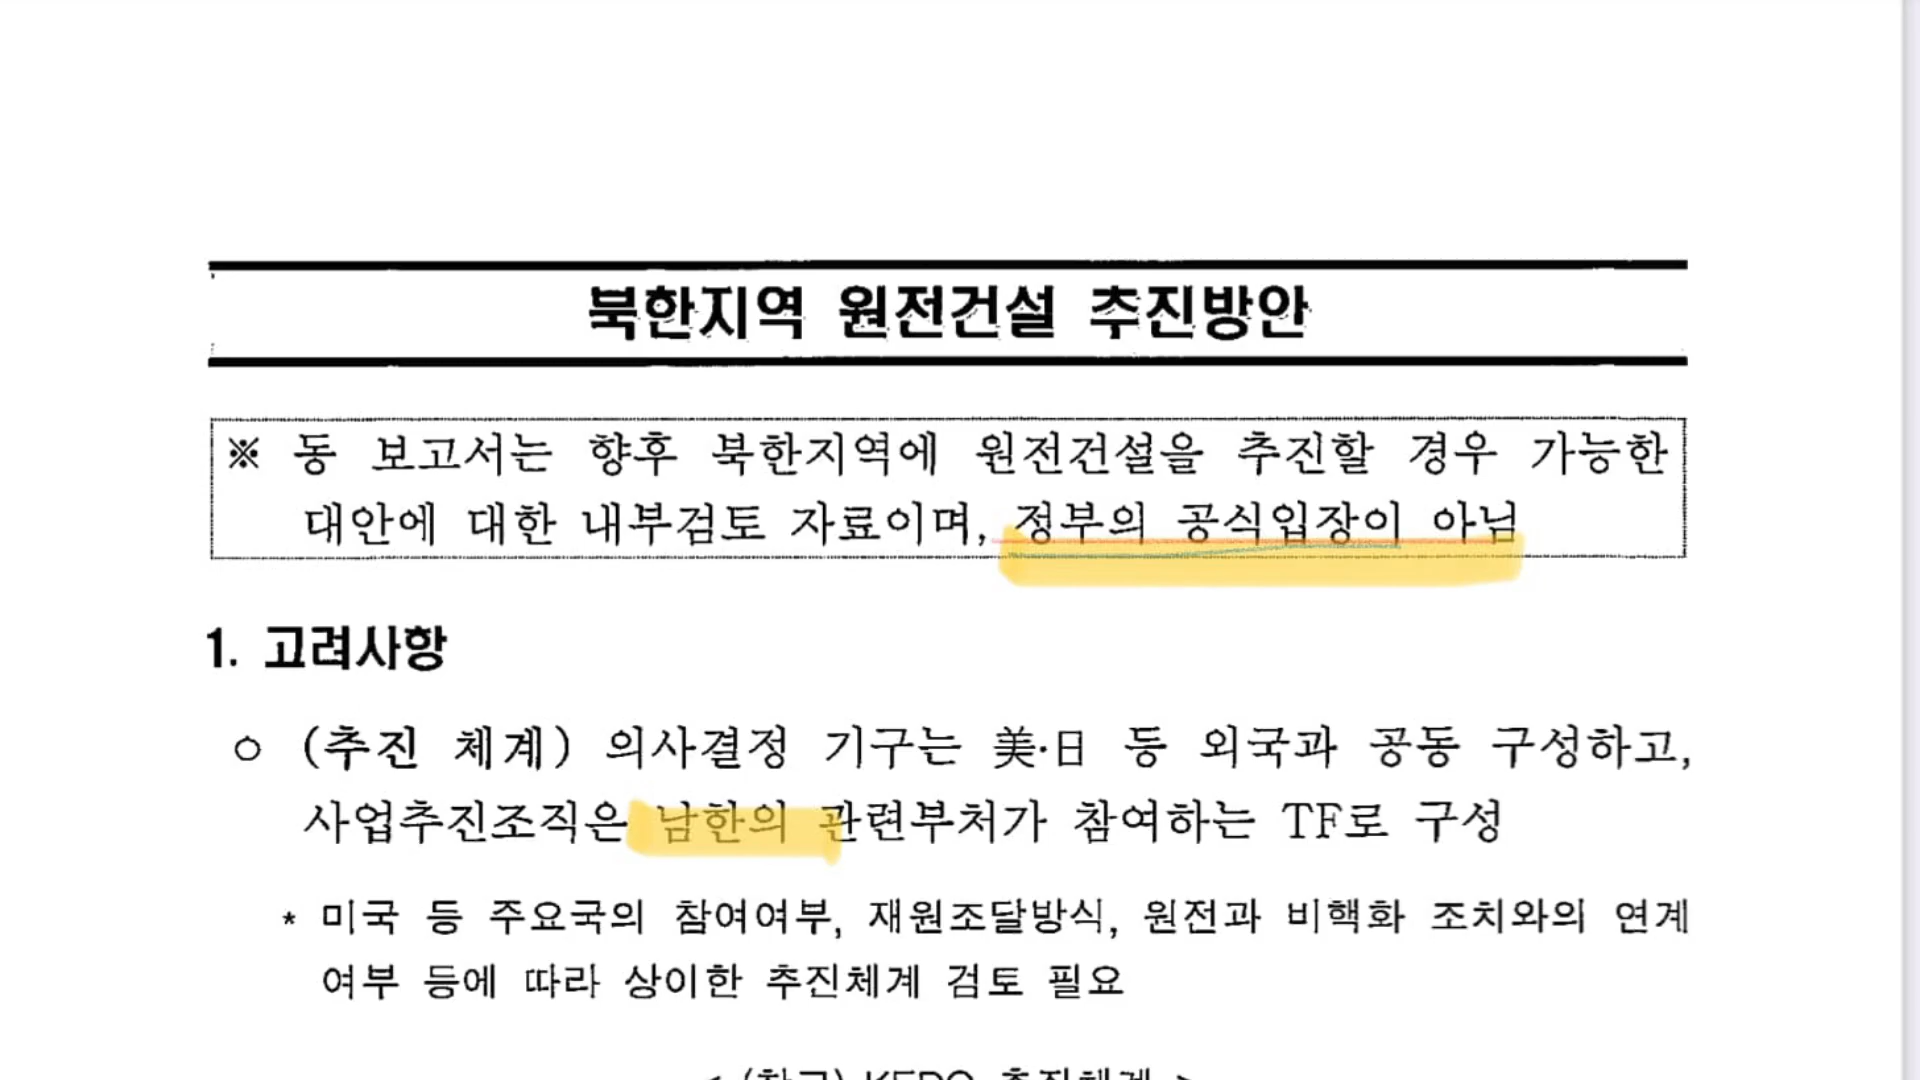 북한지역 원전건설 추진방안
※ 동 보고서는 향후 북한지역에 원전건설을 추진할 경우 가능한
대안에 대한 내부검토 자료이며, 정부의 공식입장이 아님
1. 고려사항
○ (추진 체계) 의사결정 기구는 美·日 등 외국과 공동 구성하고,
사업추진조직은 남한의 관련부처가 참여하는 TF로 구성
* 미국 등 주요국의 참여여부, 재원조달방식, 원전과 비핵화 조치와의 연계
여부 등에 따라 상이한 추진체계 검토 필요
< (참고) KEDO 추진체계 >